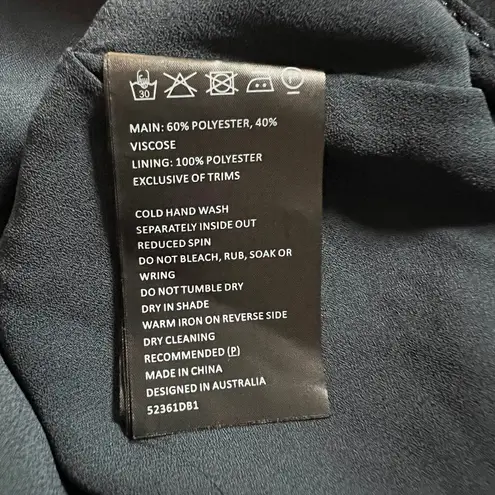 30
MAIN: 60% POLYESTER, 40%
VISCOSE
LINING: 100% POLYESTER
EXCLUSIVE OF TRIMS
COLD HAND WASH
SEPARATELY INSIDE OUT
REDUCED SPIN
DO NOT BLEACH, RUB, SOAK OR
WRING
DO NOT TUMBLE DRY
DRY IN SHADE
WARM IRON ON REVERSE SIDE
DRY CLEANING
RECOMMENDED (P)
MADE IN CHINA
DESIGNED IN AUSTRALIA
52361DB1